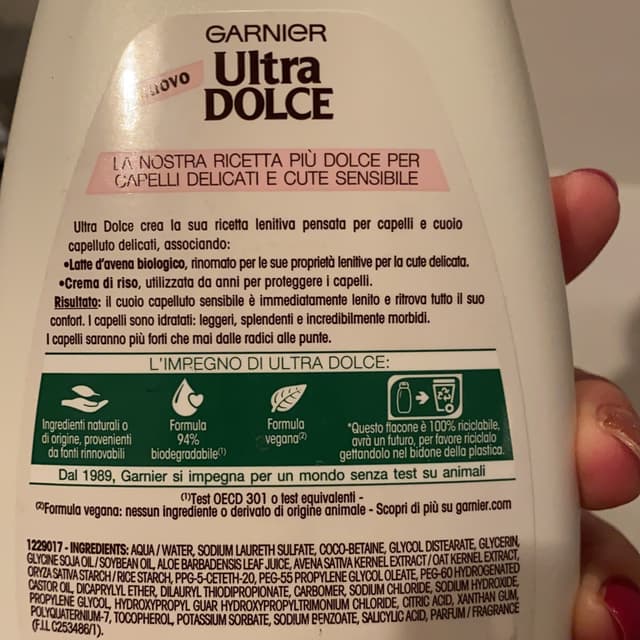 GARNIER
NUOVO
Ultra
DOLCE
LA NOSTRA RICETTA PIÙ DOLCE PER
CAPELLI DELICATI E CUTE SENSIBILE
Ultra Dolce crea la sua ricetta lenitiva pensata per capelli e cuoio
capelluto delicati, associando:
•Latte d'avena biologico, rinomato per le sue proprietà lenitive per la cute delicata.
•Crema di riso, utilizzata da anni per proteggere i capelli.
Risultato: il cuoio capelluto sensibile è immediatamente lenito e ritrova tutto il suo
confort. I capelli sono idratati: leggeri, splendenti e incredibilmente morbidi.
I capelli saranno più forti che mai dalle radici alle punte.
L'IMPEGNO DI ULTRA DOLCE:
Ingredienti naturali o
di origine, provenienti
da fonti rinnovabili
Formula
94%
biodegradabile(1)
Formula
vegana(2)
*Questo flacone è 100% riciclabile,
avrà un futuro, per favore riciclalo
gettandolo nel bidone della plastica.
Dal 1989, Garnier si impegna per un mondo senza test su animali
(1)Test OECD 301 o test equivalenti -
(2)Formula vegana: nessun ingrediente o derivato di origine animale - Scopri di più su garnier.com
1229017 - INGREDIENTS: AQUA / WATER, SODIUM LAURETH SULFATE, COCO-BETAINE, GLYCOL DISTEARATE, GLYCERIN,
GLYCINE SOJA OIL / SOYBEAN OIL, ALOE BARBADENSIS LEAF JUICE, AVENA SATIVA KERNEL EXTRACT / OAT KERNEL EXTRACT,
ORYZA SATIVA STARCH / RICE STARCH, PPG-5-CETETH-20, PEG-55 PROPYLENE GLYCOL OLEATE, PEG-60 HYDROGENATED
CASTOR OIL, DICAPRYLYL ETHER, DILAURYL THIODIPROPIONATE, CARBOMER, SODIUM CHLORIDE, SODIUM HYDROXIDE,
PROPYLENE GLYCOL, HYDROXYPROPYL GUAR HYDROXYPROPYLTRIMONIUM CHLORIDE, CITRIC ACID, XANTHAN GUM,
POLYQUATERNIUM-7, TOCOPHEROL, POTASSIUM SORBATE, SODIUM BENZOATE, SALICYLIC ACID, PARFUM / FRAGRANCE
(F.I.L C253486/1).